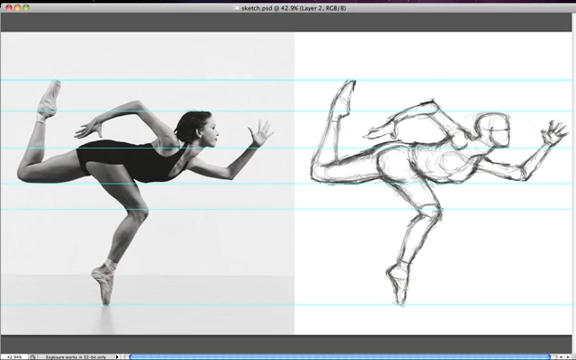 sketch.psd @ 42.9% (Layer 2, RGB/8)
Exposure works in 32-bit only